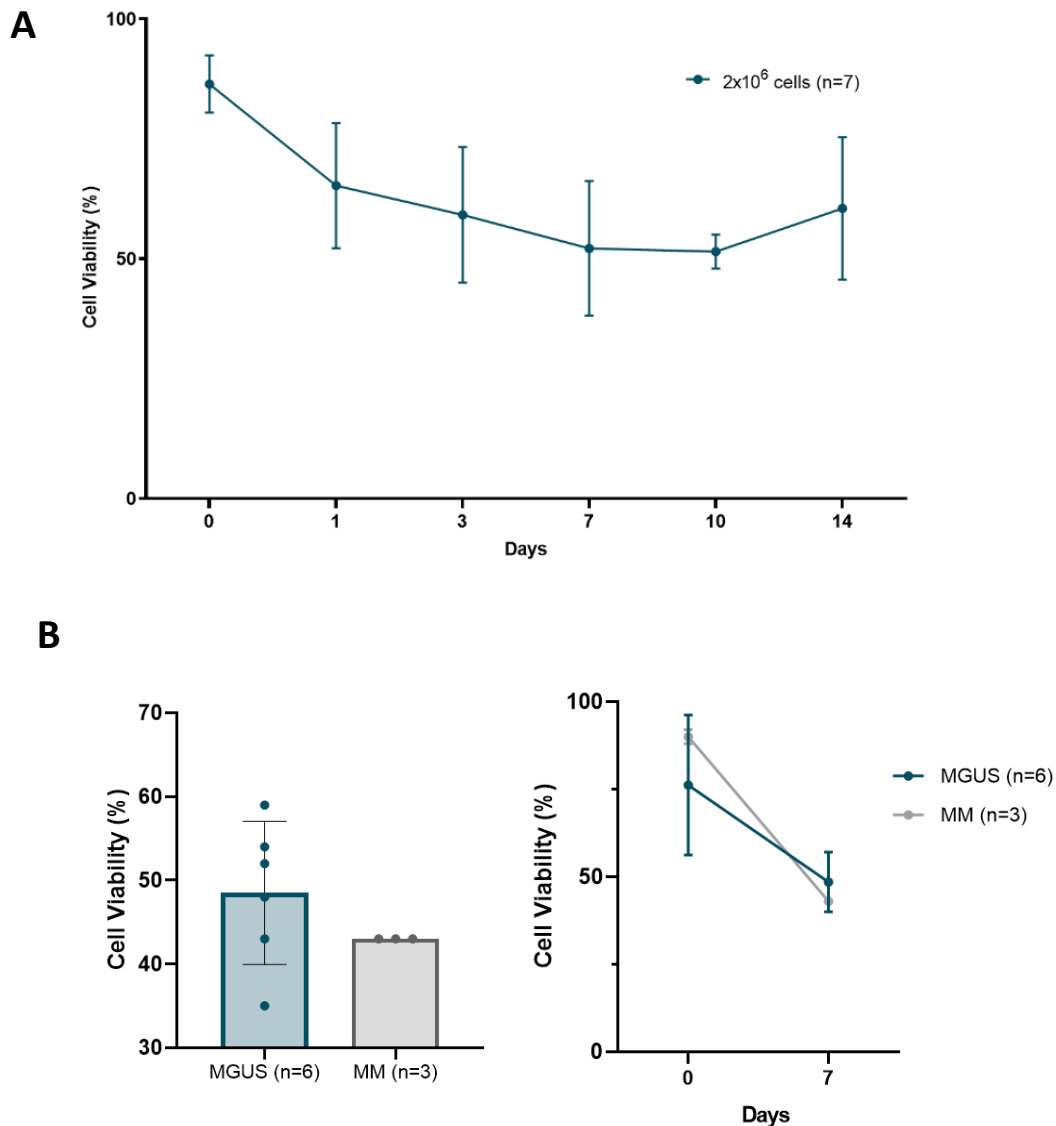 A
100
50
0
Cell Viability (%)
2x10⁶ cells (n=7)
0 1 3 7 10 14
Days
B
70
60
50
40
30
Cell Viability (%)
MGUS (n=6) MM (n=3)
100
50
0
Cell Viability (%)
MGUS (n=6)
MM (n=3)
0 7
Days